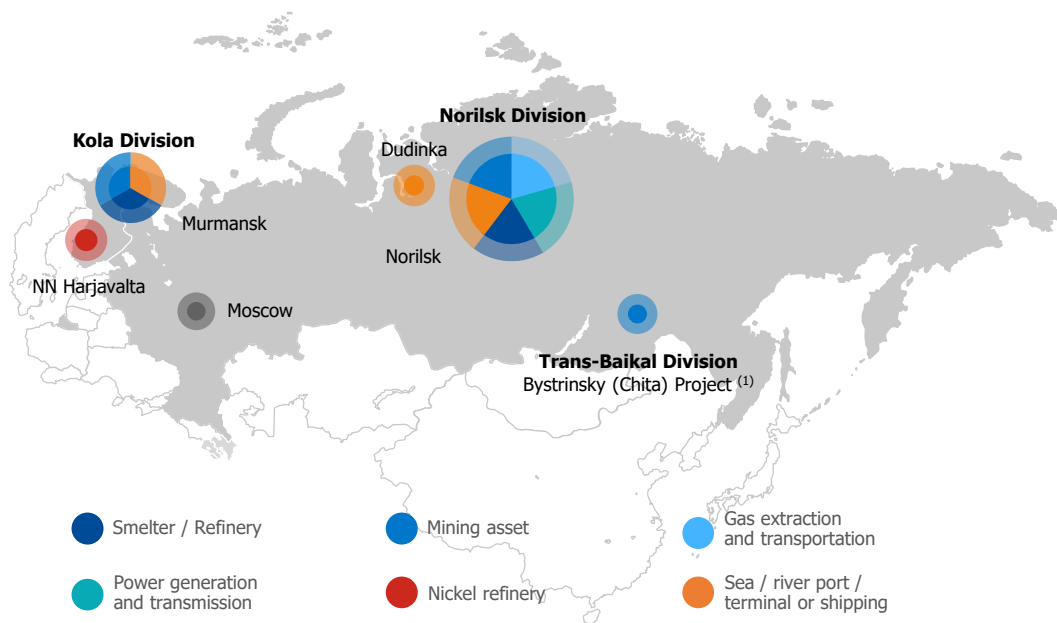 Norilsk Division
Kola Division
Dudinka
Murmansk
Norilsk
NN Harjavalta
Moscow
Trans-Baikal Division
Bystrinsky (Chita) Project (1)
Smelter / Refinery
Mining asset
Gas extraction
and transportation
Power generation
and transmission
Nickel refinery
Sea / river port /
terminal or shipping